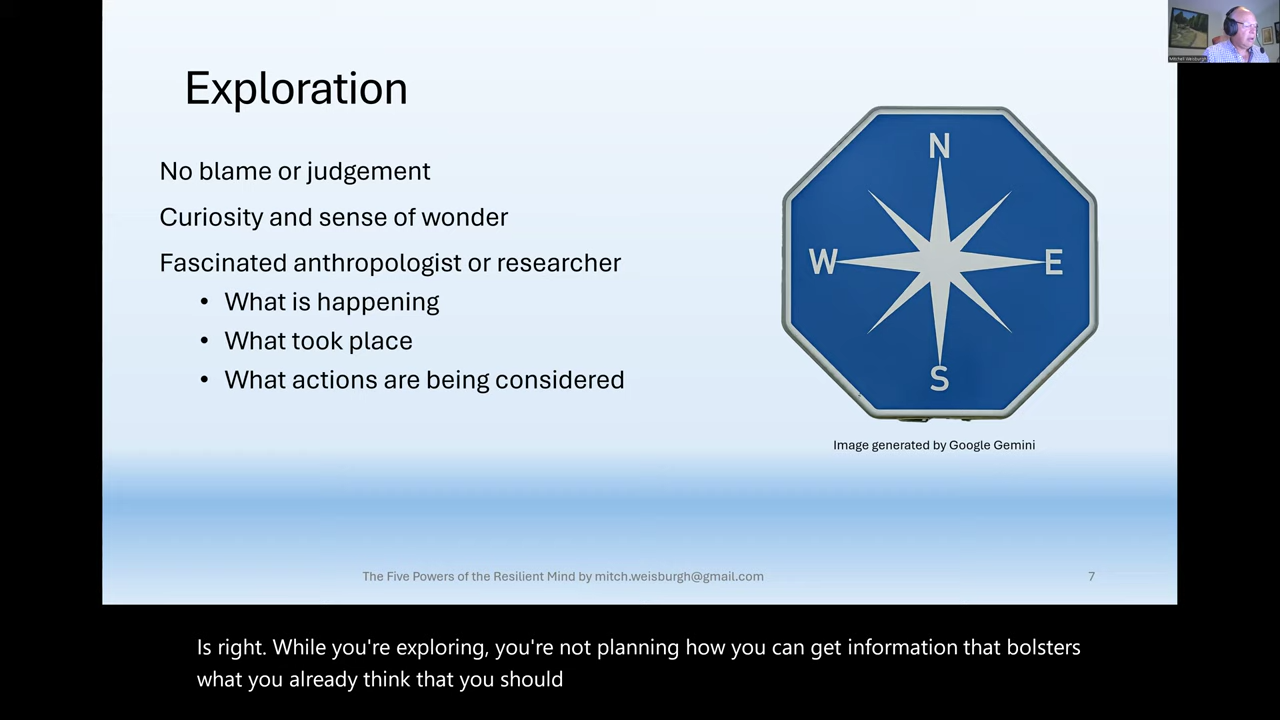 Exploration
No blame or judgement
Curiosity and sense of wonder
Fascinated anthropologist or researcher
• What is happening
• What took place
• What actions are being considered
N
W
E
S
Image generated by Google Gemini
The Five Powers of the Resilient Mind by mitch.weisburgh@gmail.com
7
Mitchell Weisburgh
Is right. While you're exploring, you're not planning how you can get information that bolsters
what you already think that you should